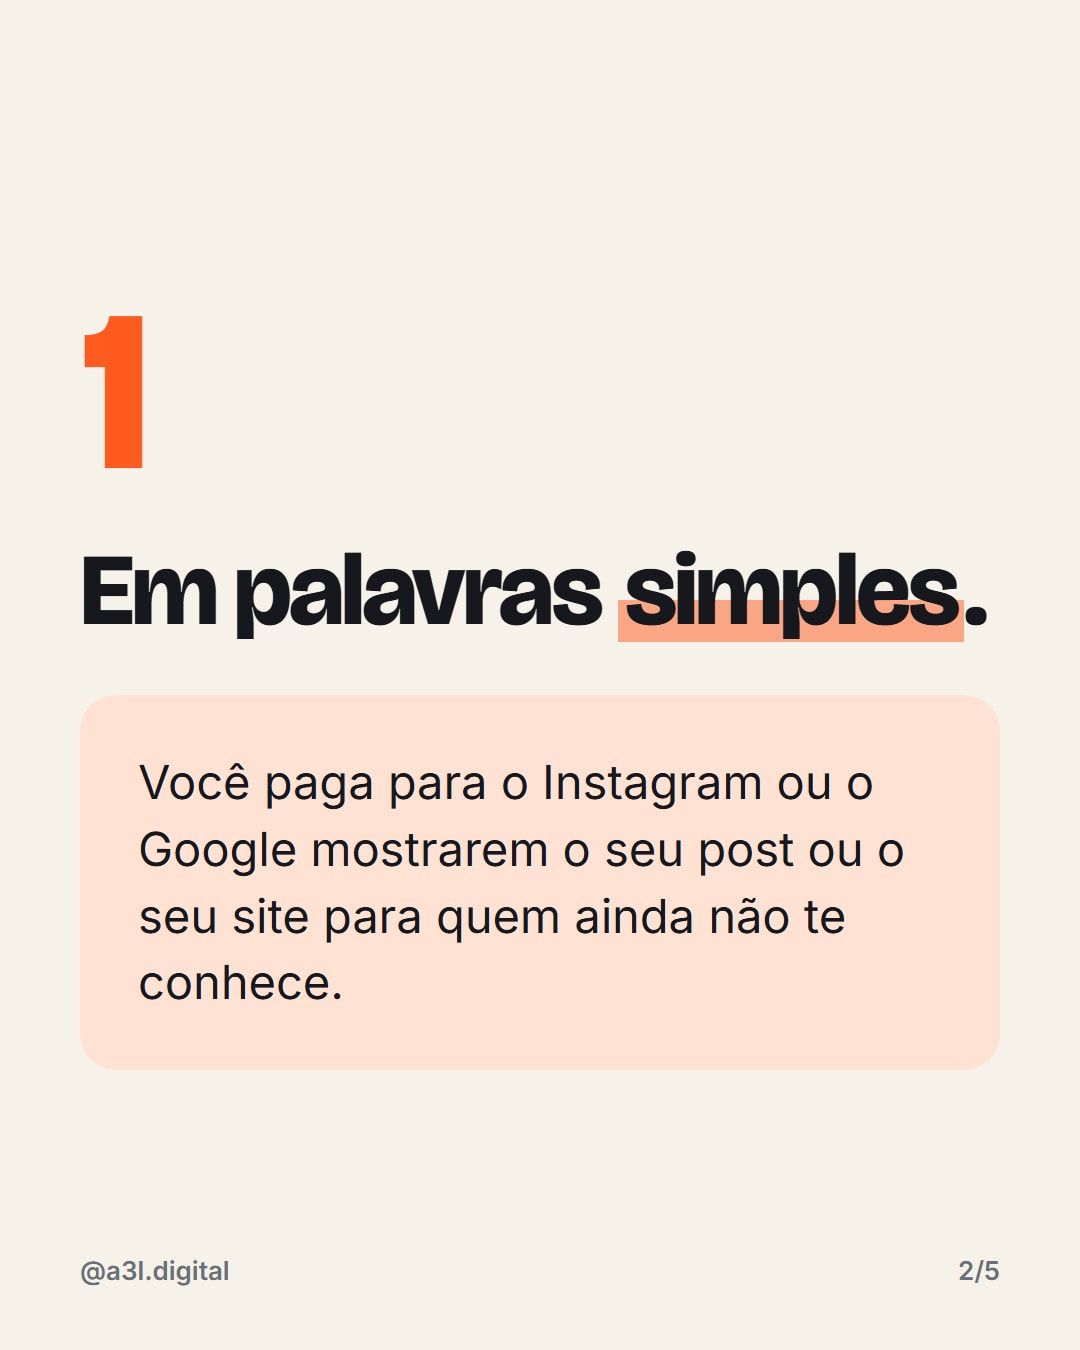 1
Em palavras simples.
Você paga para o Instagram ou o
Google mostrarem o seu post ou o
seu site para quem ainda não te
conhece.
@a3l.digital
2/5